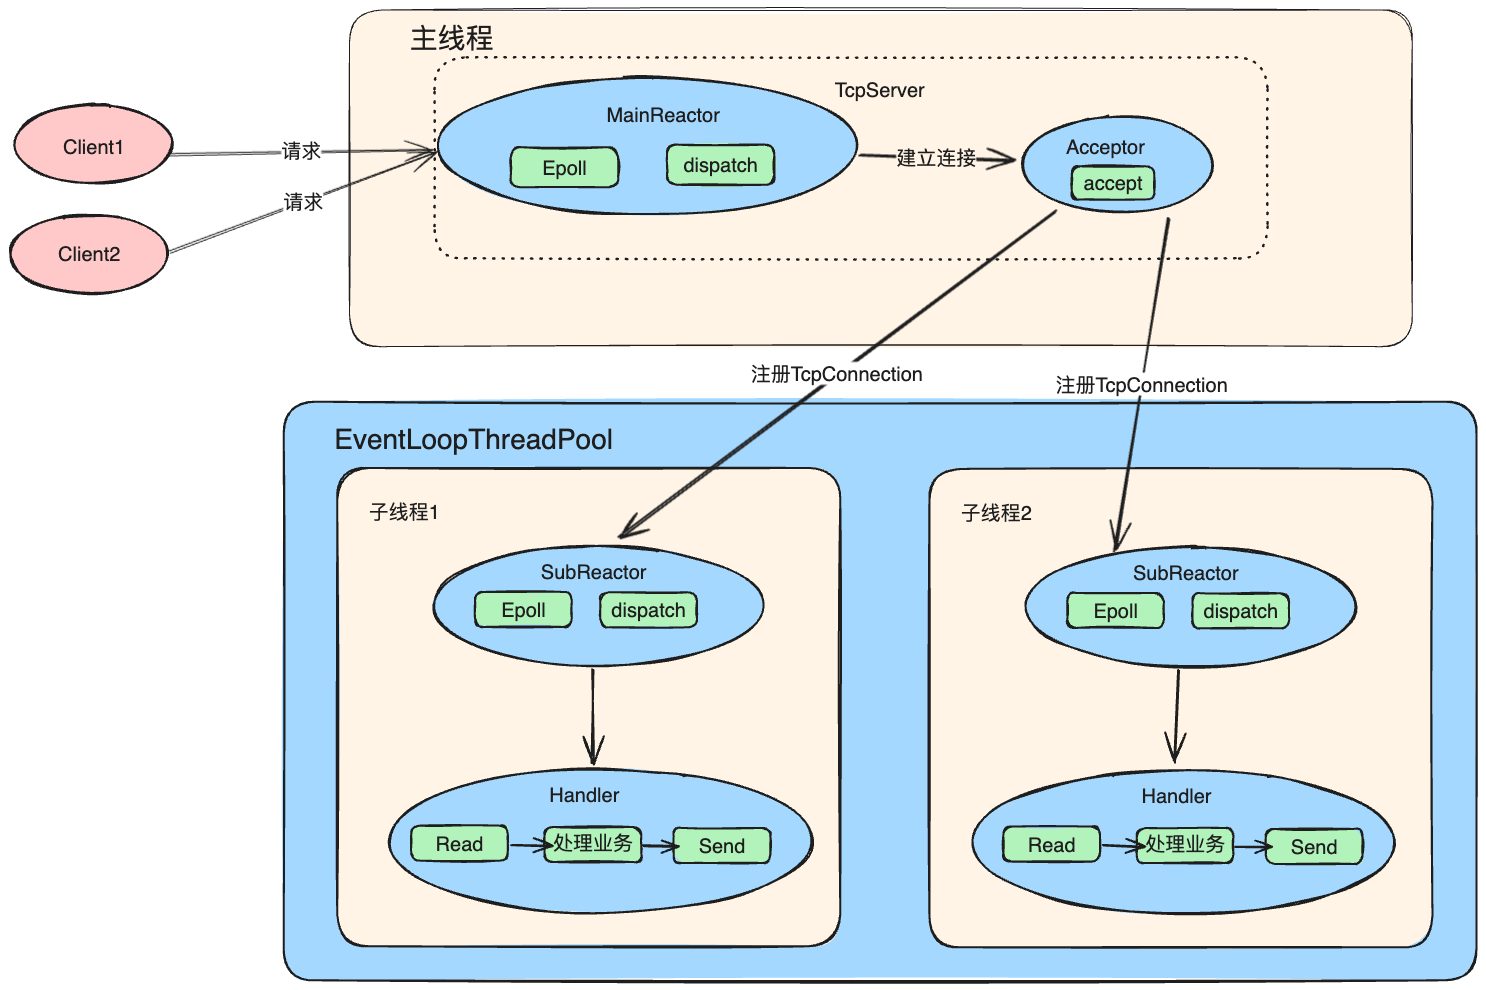 主线程
TcpServer
MainReactor
Epoll
dispatch
Acceptor
accept
Client1
Client2
请求
请求
建立连接
注册TcpConnection
注册TcpConnection
EventLoopThreadPool
子线程1
SubReactor
Epoll
dispatch
Handler
Read
处理业务
Send
子线程2
SubReactor
Epoll
dispatch
Handler
Read
处理业务
Send